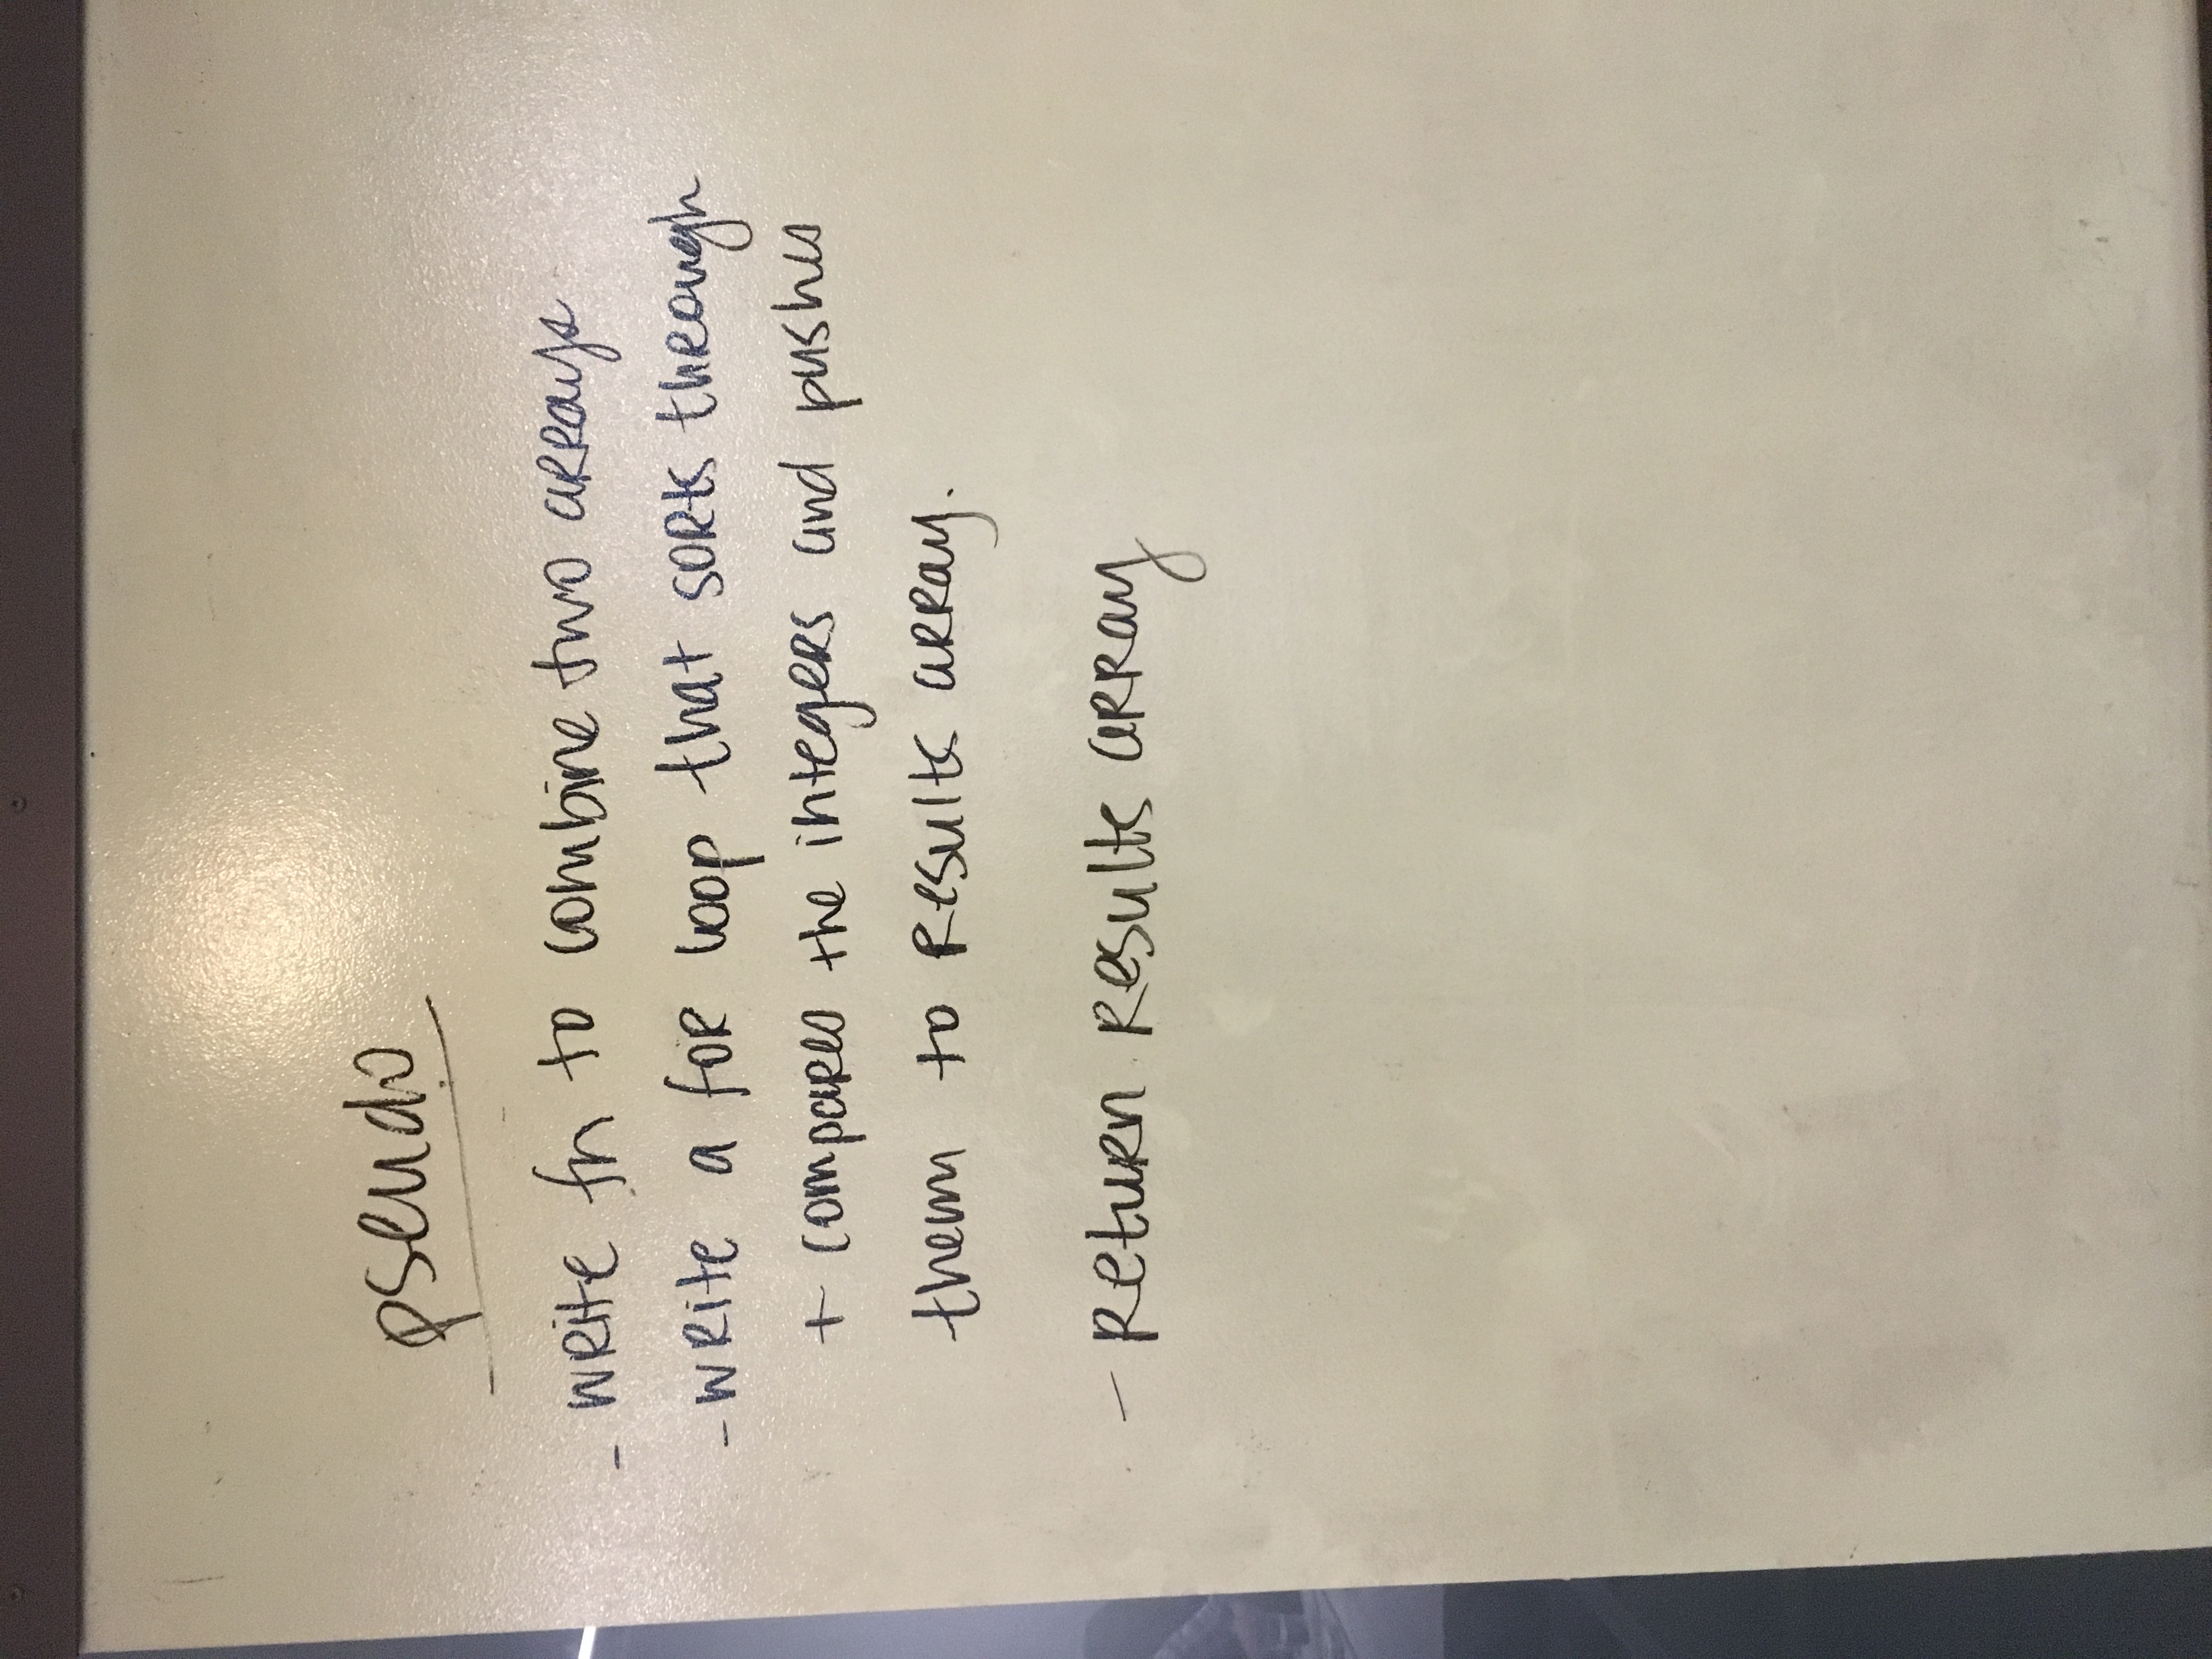 pseudo
- write fn to combine two arrays
- write a for loop that sorts through
+ compares the integers and pushes
them to results array.
- Return results array